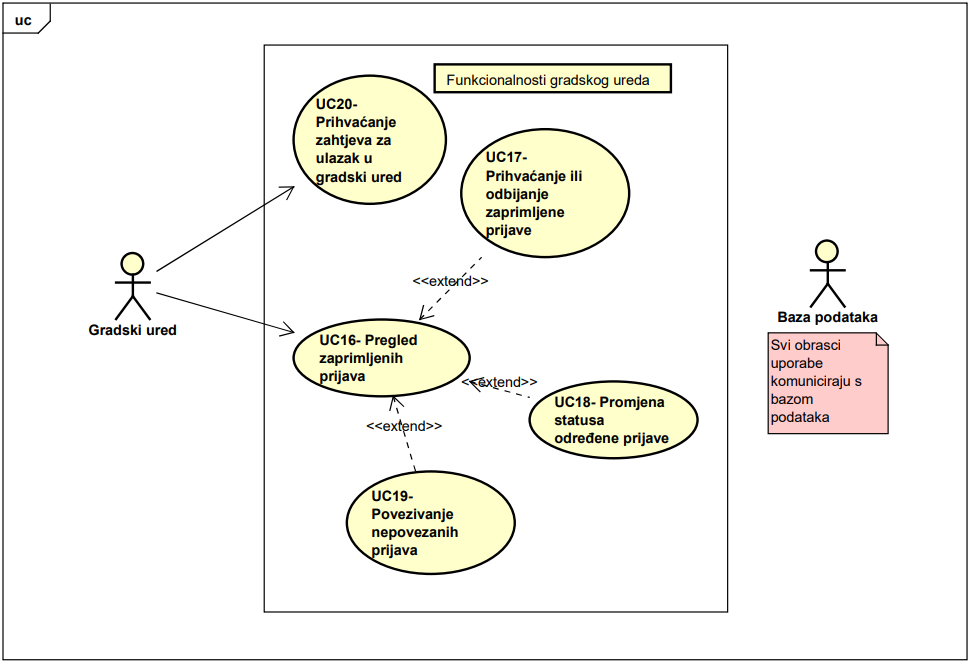 uc
Funkcionalnosti gradskog ureda
UC20-
Prihvaćanje
zahtjeva za
ulazak u
gradski ured
UC17-
Prihvaćanje ili
odbijanje
zaprimljene
prijave
<<extend>>
Gradski ured
Baza podataka
Svi obrasci
uporabe
komuniciraju s
bazom
podataka
UC16- Pregled
zaprimljenih
prijava
<<extend>>
UC18- Promjena
statusa
određene prijave
<<extend>>
UC19-
Povezivanje
nepovezanih
prijava